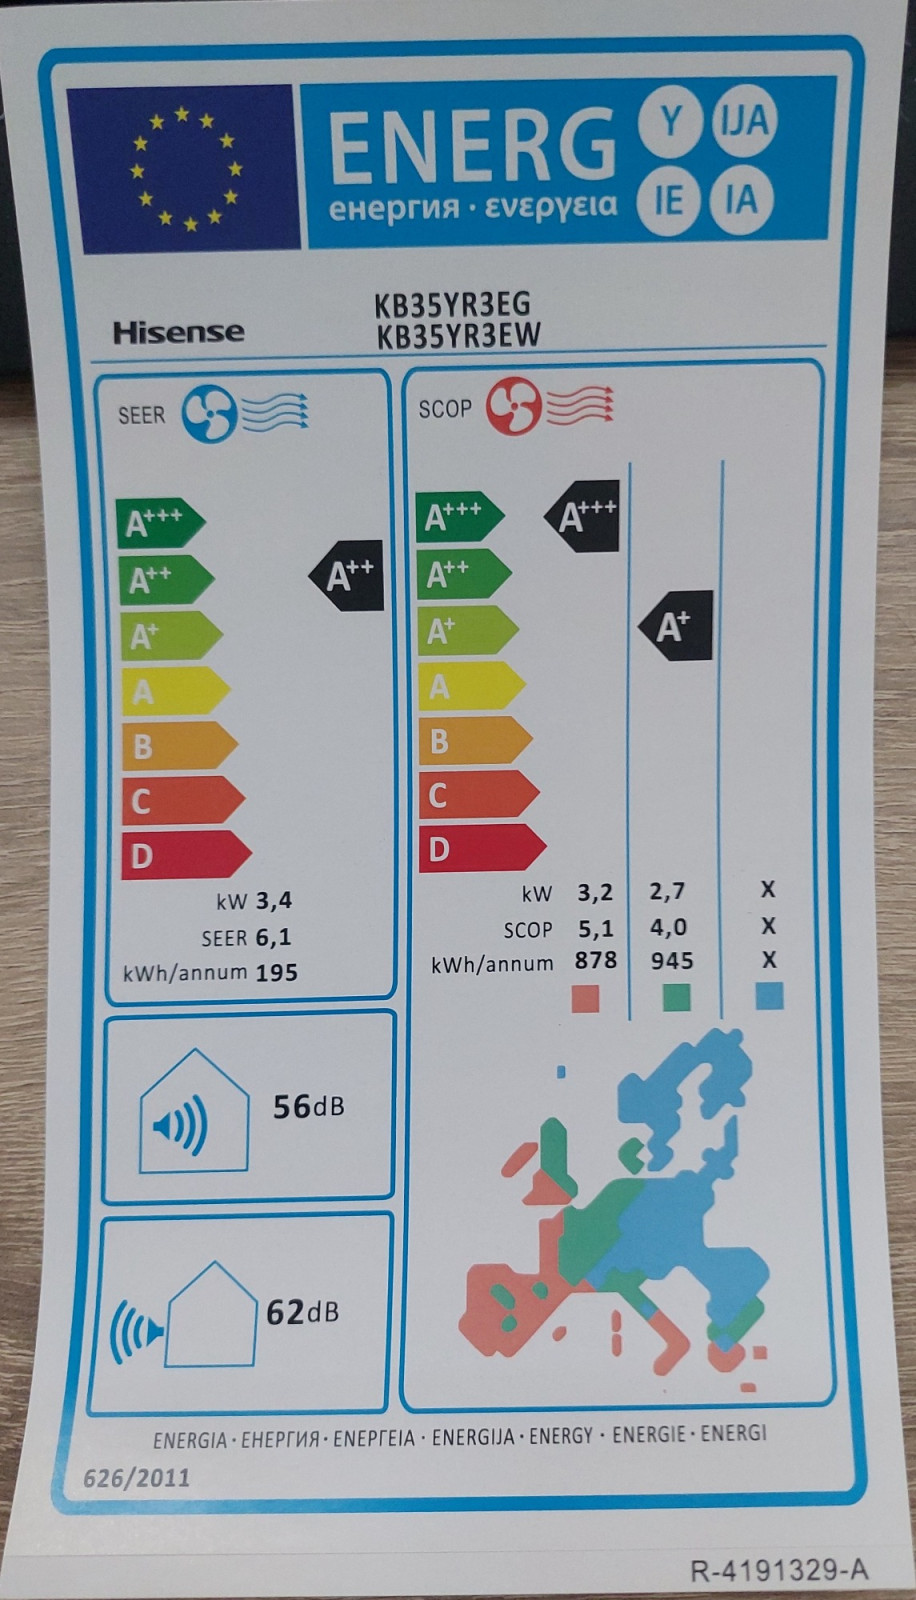 ENERG Y IJA
енергия · ενεργεια IE IA
KB35YR3EG
Hisense KB35YR3EW
SEER
SCOP
A+++
A++
A+
A
B
C
D
A++
kW 3,4
SEER 6,1
kWh/annum 195
A+++
A++
A+
A
B
C
D
A+++
A+
kW 3,2 2,7 X
SCOP 5,1 4,0 X
kWh/annum 878 945 X
56dB
62dB
ENERGIA · ЕНЕРГИЯ · ΕΝΕΡΓΕΙΑ · ENERGIJA · ENERGY · ENERGIE · ENERGI
626/2011
R-4191329-A